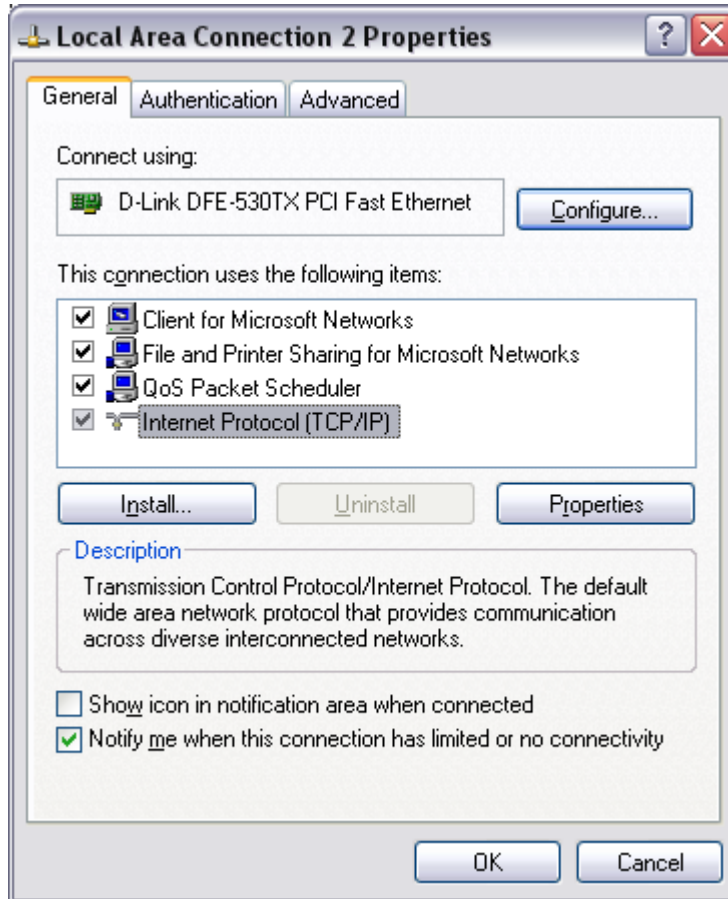 Local Area Connection 2 Properties
General Authentication Advanced
Connect using:
D-Link DFE-530TX PCI Fast Ethernet
Configure...
This connection uses the following items:
Client for Microsoft Networks
File and Printer Sharing for Microsoft Networks
QoS Packet Scheduler
Internet Protocol (TCP/IP)
Install... Uninstall Properties
Description
Transmission Control Protocol/Internet Protocol. The default
wide area network protocol that provides communication
across diverse interconnected networks.
Show icon in notification area when connected
Notify me when this connection has limited or no connectivity
OK Cancel